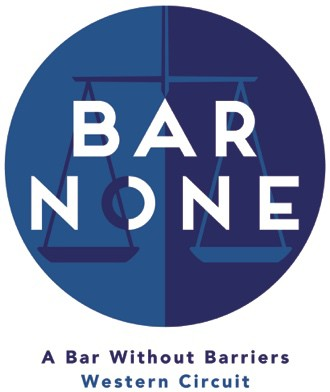 BAR
NONE
A Bar Without Barriers
Western Circuit